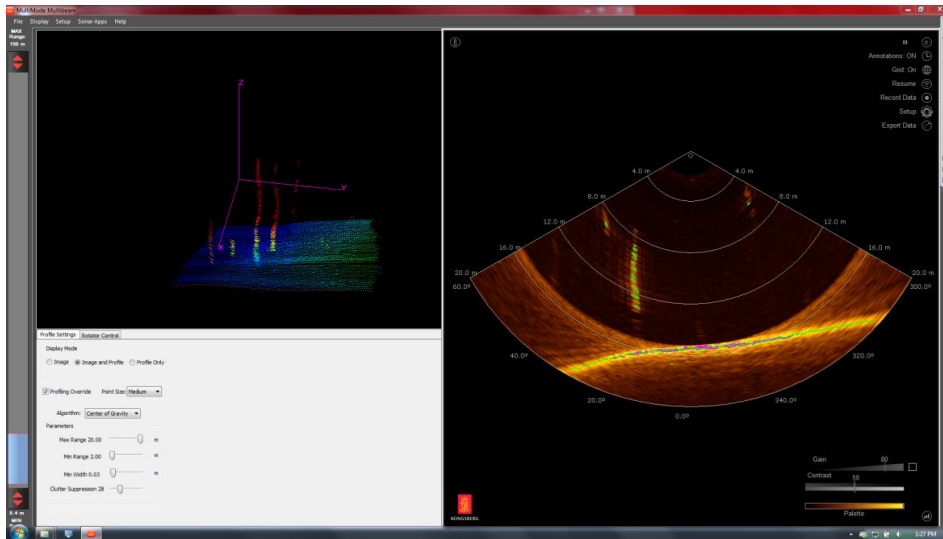 MultiMode Multibeam
File Display Setup Sonar Apps Help
MAX
Range
150 m
Z
Y
X
Annotations: ON
Grid: On
Resume
Record Data
Setup
Export Data
0
4.0 m 4.0 m
8.0 m 8.0 m
12.0 m 12.0 m
16.0 m 16.0 m
20.0 m 20.0 m
60.0º 300.0º
40.0º 320.0º
20.0º 340.0º
0.0º
Profile Settings Rotator Control
Display Mode
Image Image and Profile Profile Only
Profiling Override Point Size: Medium
Algorithm: Center of Gravity
Parameters
Max Range 20.00 m
Min Range 2.00 m
Min Width 0.03 m
Clutter Suppression 28
Gain 80
Contrast 50
Palette
KONGSBERG
0.4 m
MIN
1:27 PM